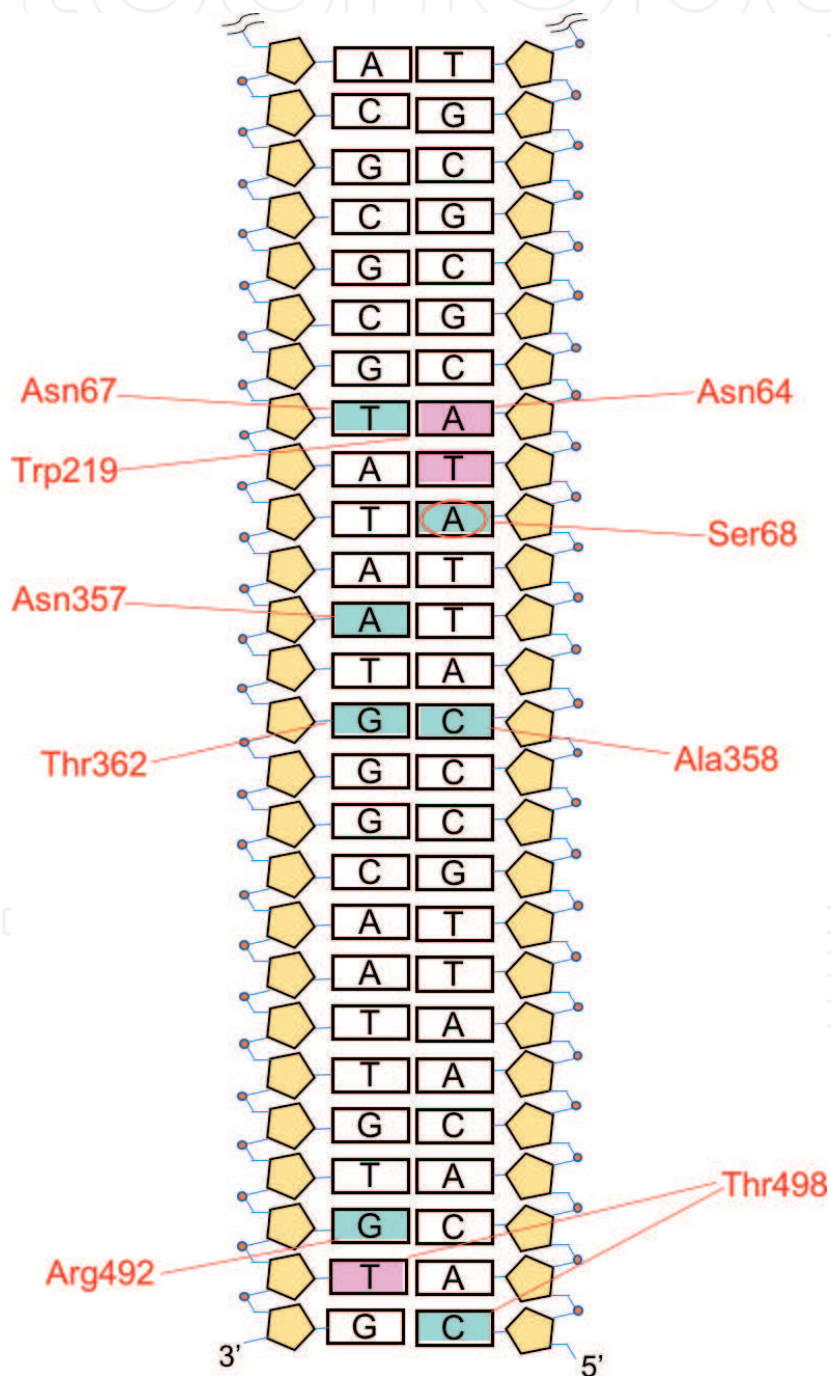 A T
C G
G C
C G
G C
C G
G C
Asn67 T A Asn64
Trp219 A T
T A Ser68
A T
Asn357 A T
T A
G C
Thr362 Ala358
G C
G C
C G
A T
A T
T A
T A
G C
T A Thr498
G C
Arg492 T A
G C
3’ 5’